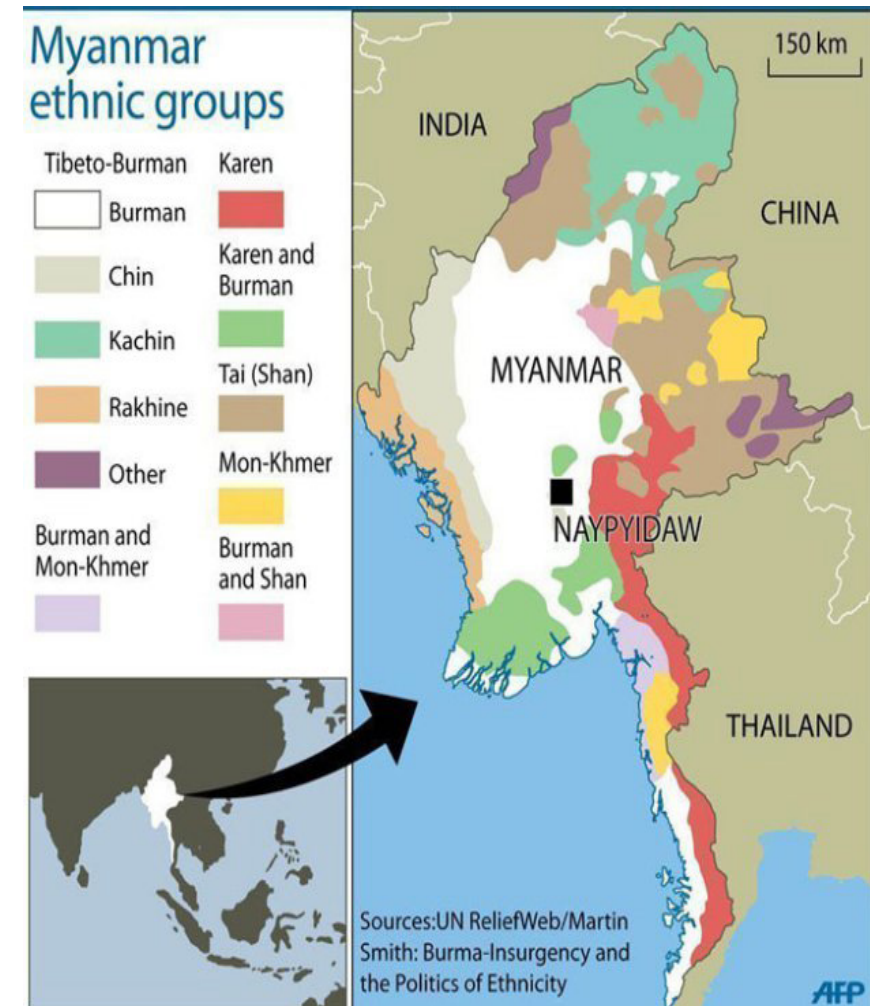 Myanmar
ethnic groups
Tibeto-Burman
Burman
Chin
Kachin
Rakhine
Other
Burman and
Mon-Khmer
Karen
Karen and
Burman
Tai (Shan)
Mon-Khmer
Burman
and Shan
150 km
INDIA
CHINA
MYANMAR
NAYPYIDAW
THAILAND
Sources:UN ReliefWeb/Martin
Smith: Burma-Insurgency and
the Politics of Ethnicity
AFP